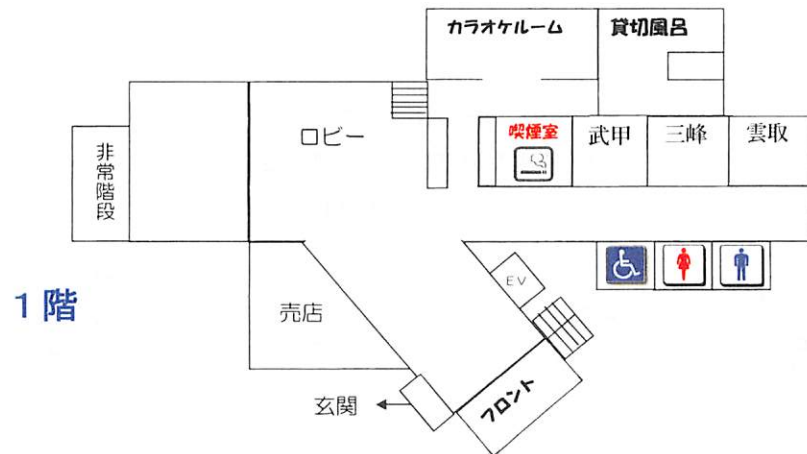 カラオケルーム
貸切風呂
ロビー
喫煙室
武甲
三峰
雲取
非常階段
EV
1階
売店
フロント
玄関